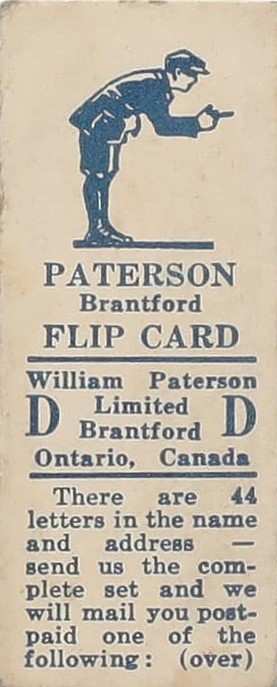 PATERSON
Brantford
FLIP CARD
William Paterson
D Limited D
Brantford
Ontario, Canada
There are 44
letters in the name
and address —
send us the com-
plete set and we
will mail you post-
paid one of the
following: (over)